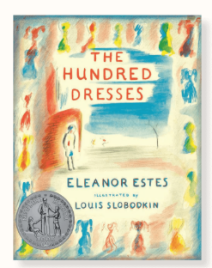 THE
HUNDRED
DRESSES
ELEANOR ESTES
ILLUSTRATED BY
LOUIS SLOBODKIN